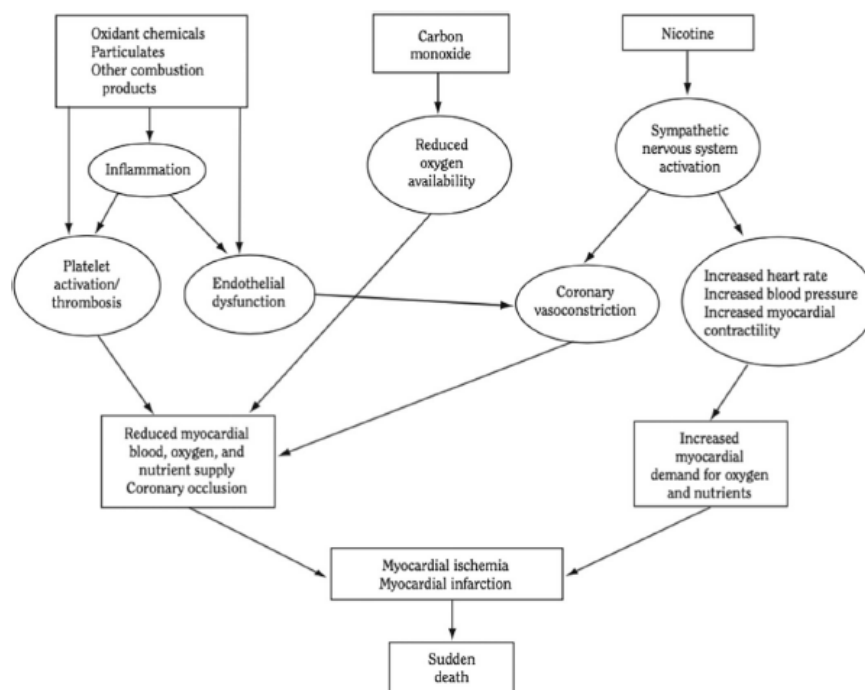 Oxidant chemicals
Particulates
Other combustion
products
Carbon
monoxide
Nicotine
Inflammation
Reduced
oxygen
availability
Sympathetic
nervous system
activation
Platelet
activation/
thrombosis
Endothelial
dysfunction
Coronary
vasoconstriction
Increased heart rate
Increased blood pressure
Increased myocardial
contractility
Reduced myocardial
blood, oxygen, and
nutrient supply
Coronary occlusion
Increased
myocardial
demand for oxygen
and nutrients
Myocardial ischemia
Myocardial infarction
Sudden
death